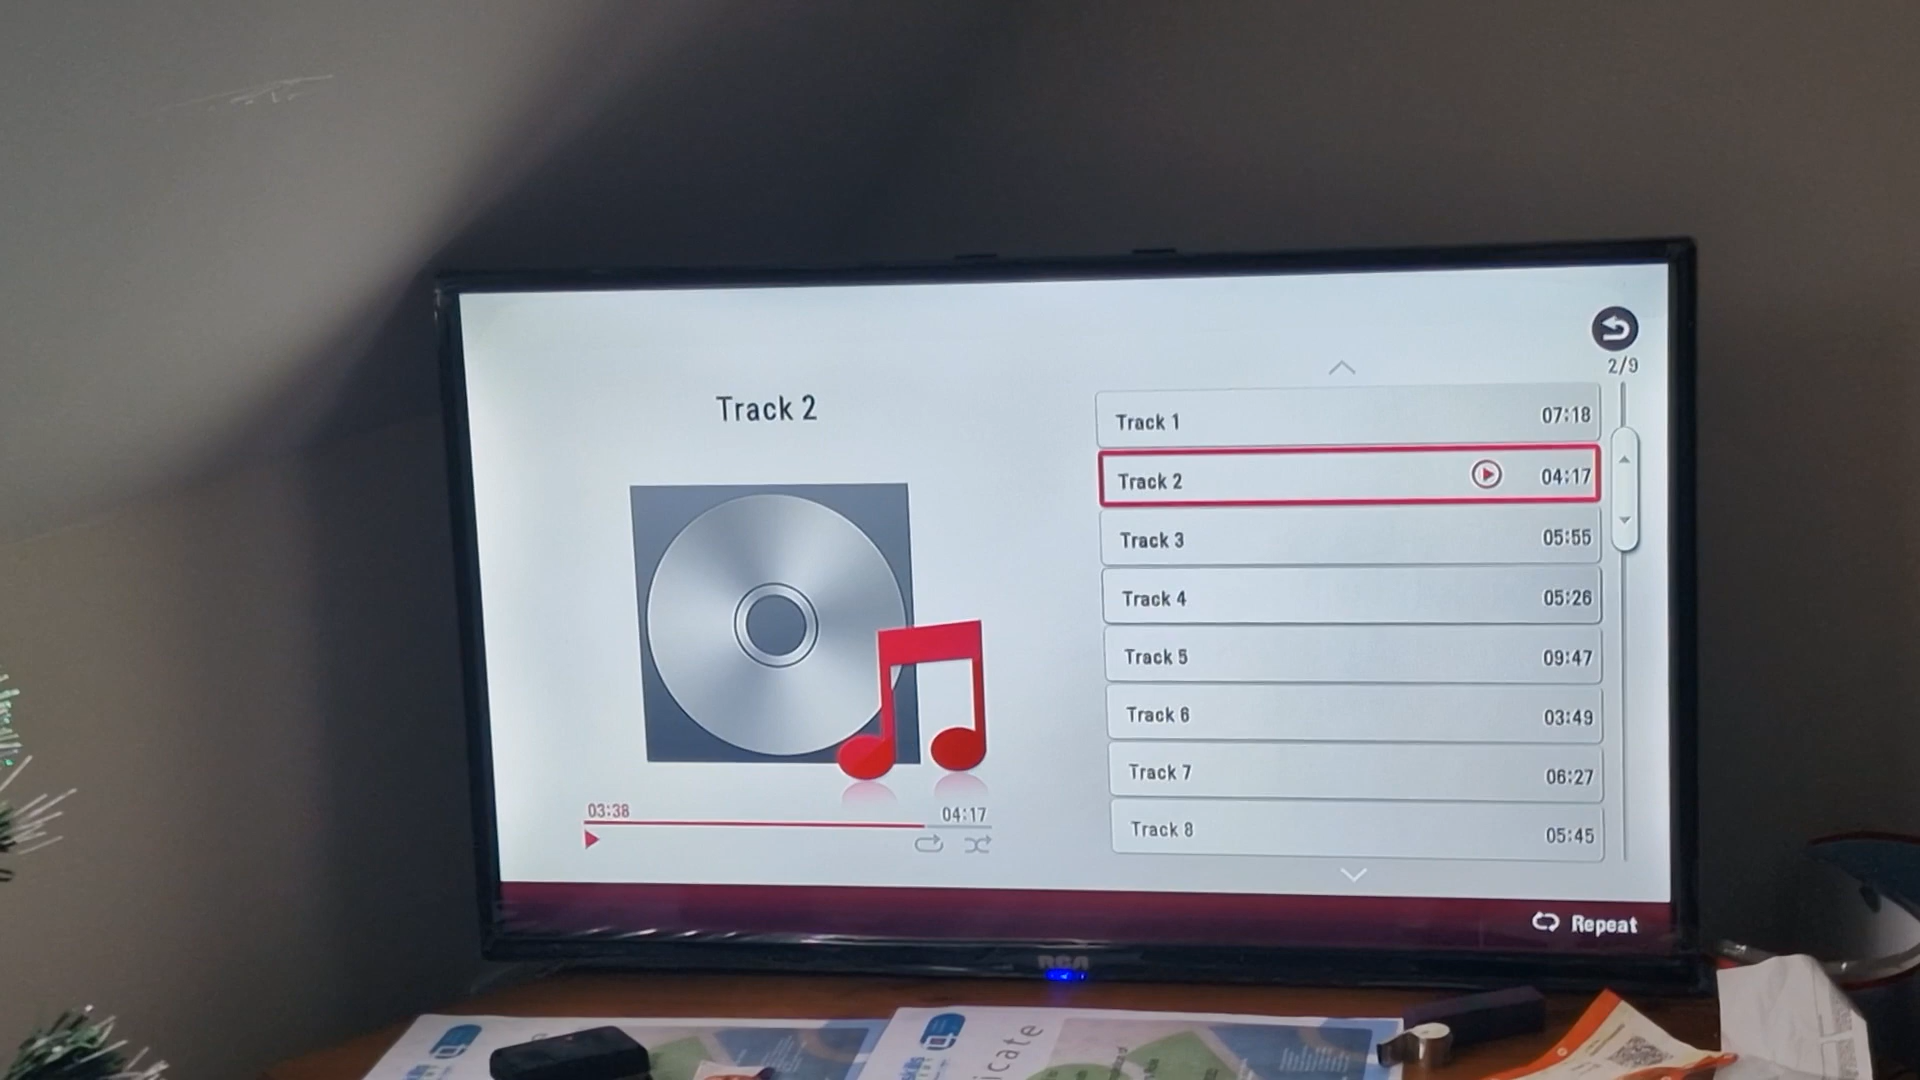 2/9
Track 2
03:38
04:17
Track 1 07:18
Track 2 04:17
Track 3 05:55
Track 4 05:26
Track 5 09:47
Track 6 03:49
Track 7 06:27
Track 8 05:45
Repeat
RCA
icate